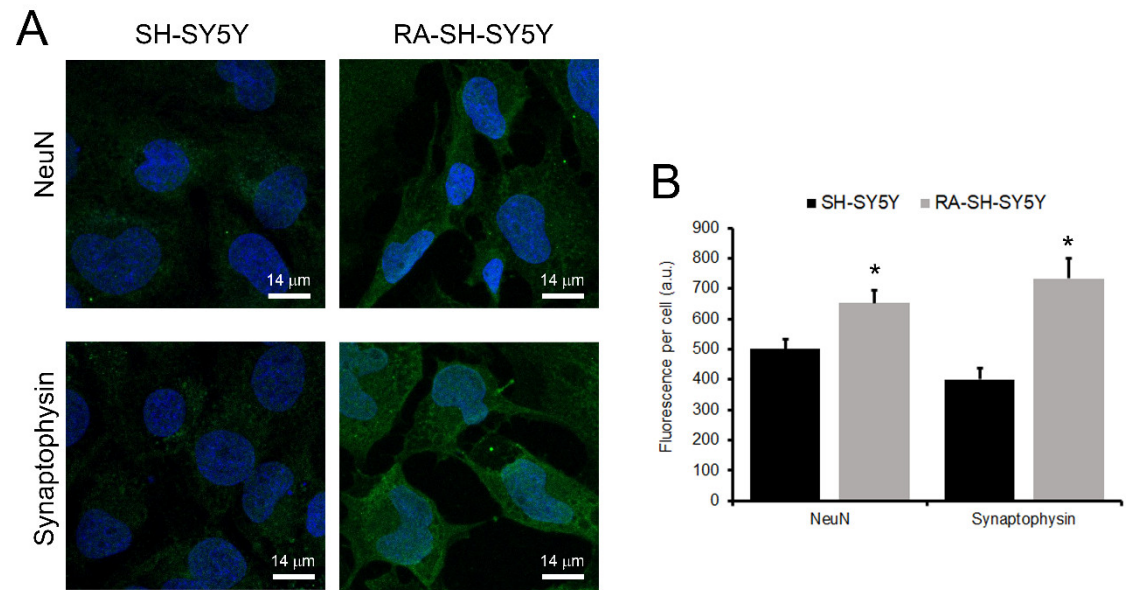 A
SH-SY5Y
RA-SH-SY5Y
NeuN
14 μm
14 μm
Synaptophysin
14 μm
14 μm
B
SH-SY5Y
RA-SH-SY5Y
Fluorescence per cell (a.u.)
900
800
700
600
500
400
300
200
100
0
*
*
NeuN
Synaptophysin